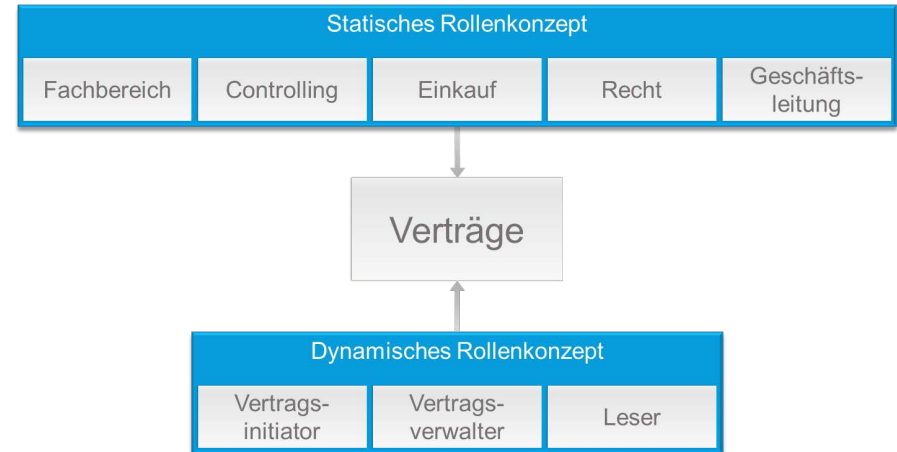 Statisches Rollenkonzept
Fachbereich
Controlling
Einkauf
Recht
Geschäfts-
leitung
Verträge
Dynamisches Rollenkonzept
Vertrags-
initiator
Vertrags-
verwalter
Leser